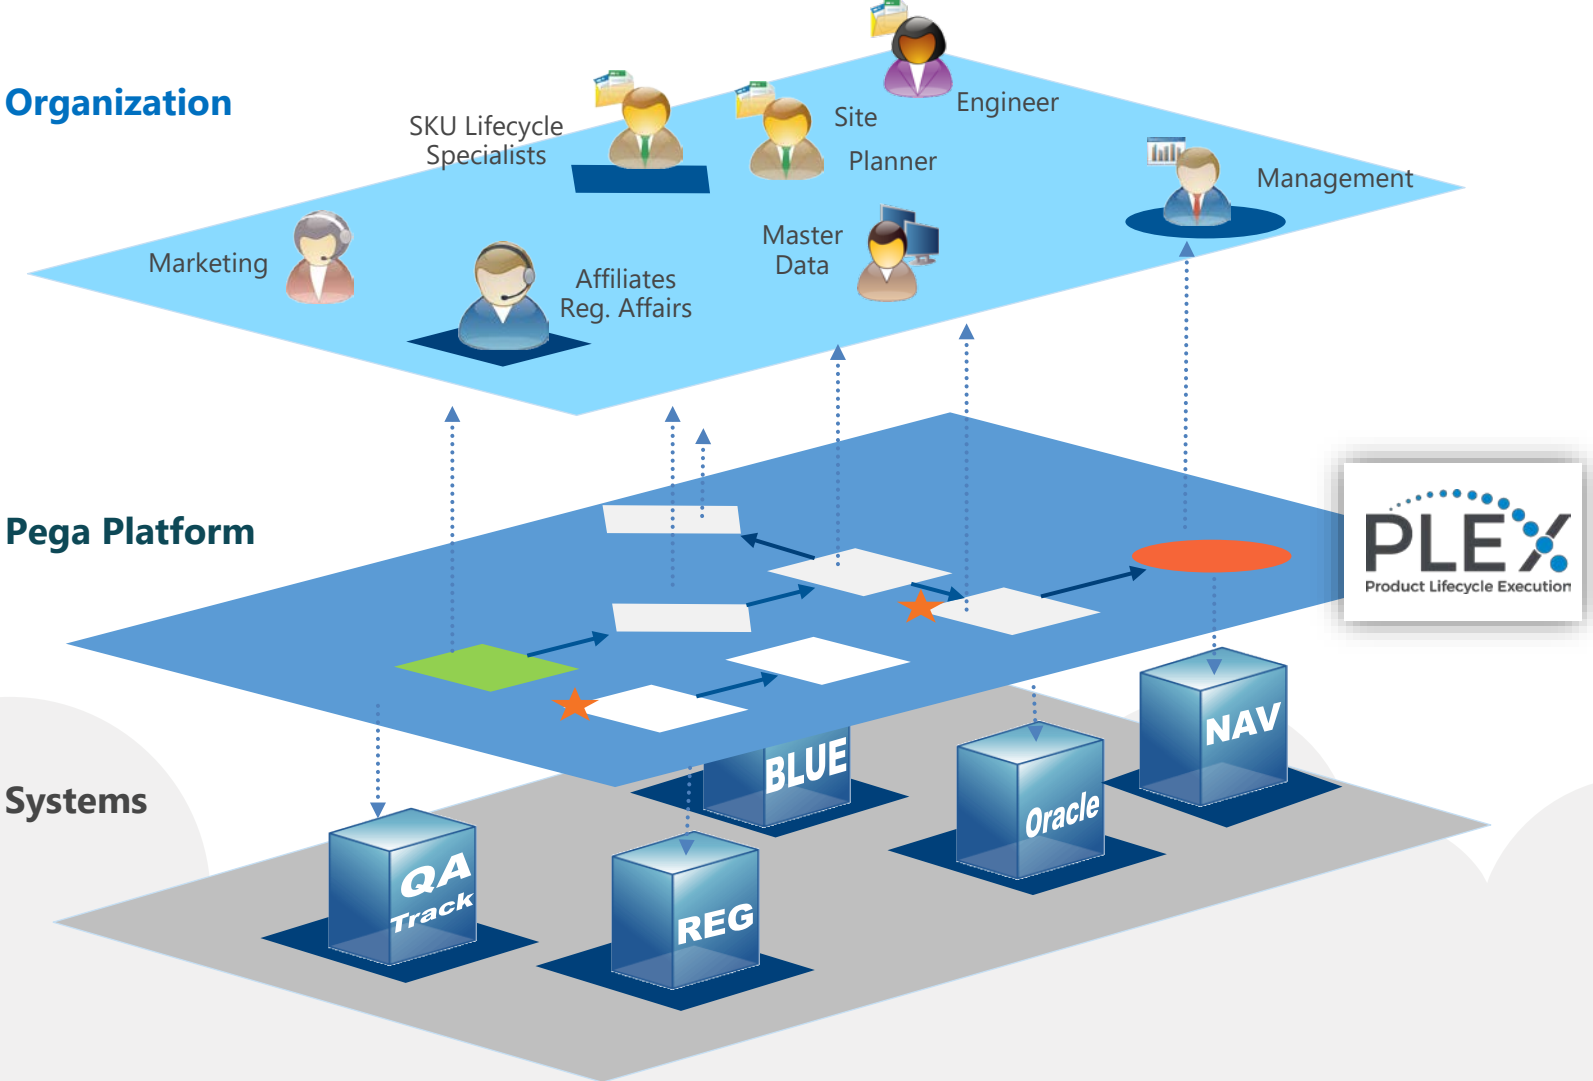 Organization
SKU Lifecycle
Specialists
Site
Planner
Engineer
Management
Marketing
Affiliates
Reg. Affairs
Master
Data
Pega Platform
PLEX
Product Lifecycle Execution
Systems
QA
Track
REG
BLUE
Oracle
NAV